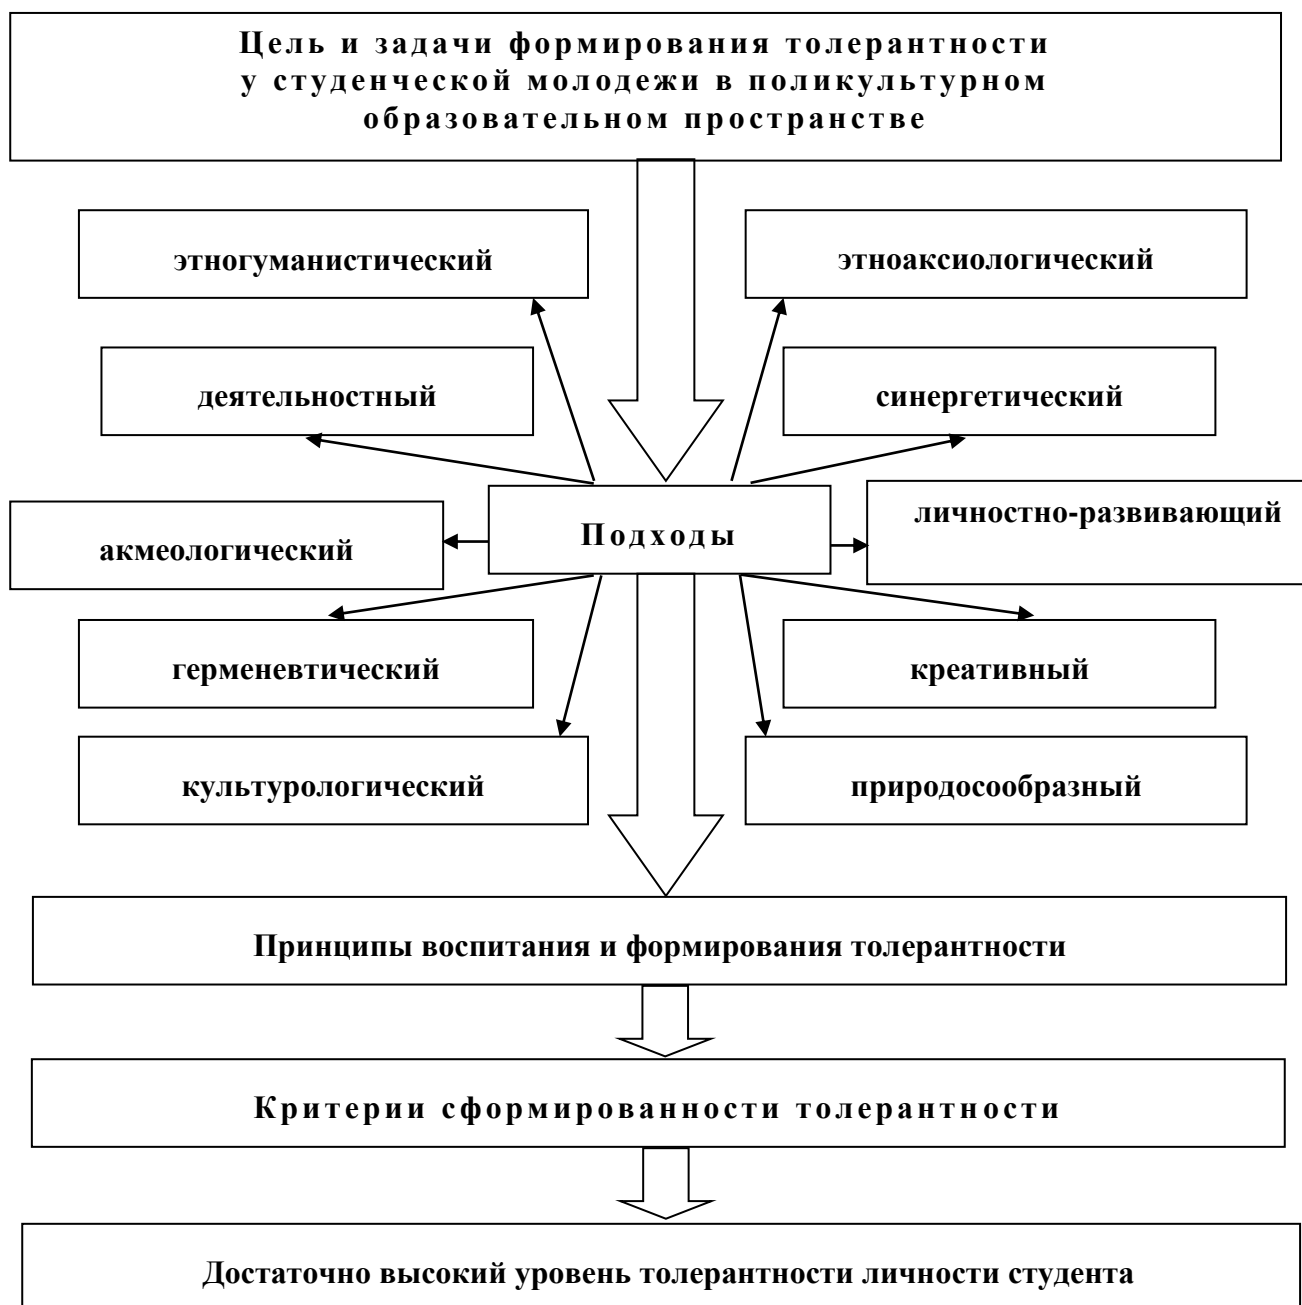 Цель и задачи формирования толерантности
у студенческой молодежи в поликультурном
образовательном пространстве
этногуманистический
этноаксиологический
деятельностный
синергетический
акмеологический
Подходы
личностно-развивающий
герменевтический
креативный
культурологический
природосообразный
Принципы воспитания и формирования толерантности
Критерии сформированности толерантности
Достаточно высокий уровень толерантности личности студента